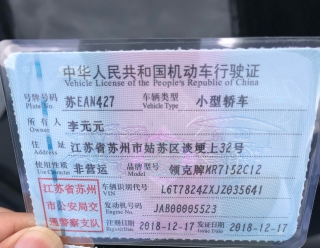 中华人民共和国机动车行驶证
Vehicle License of the People's Republic of China
号牌号码 苏EAN427 车辆类型 小型轿车
Plate No. Vehicle Type
所有人 李元元
Owner
住址 江苏省苏州市姑苏区淡埂上32号
Address
使用性质 非营运 品牌型号 领克牌MR7152C12
Use Character Model
江苏省苏州 车辆识别代号 L6T7824ZXJZ035641
市公安局交 VIN
通警察支队 发动机号码 JAB00005523
Engine No.
注册日期 2018-12-17 发证日期 2018-12-17
Register Date Issue Date